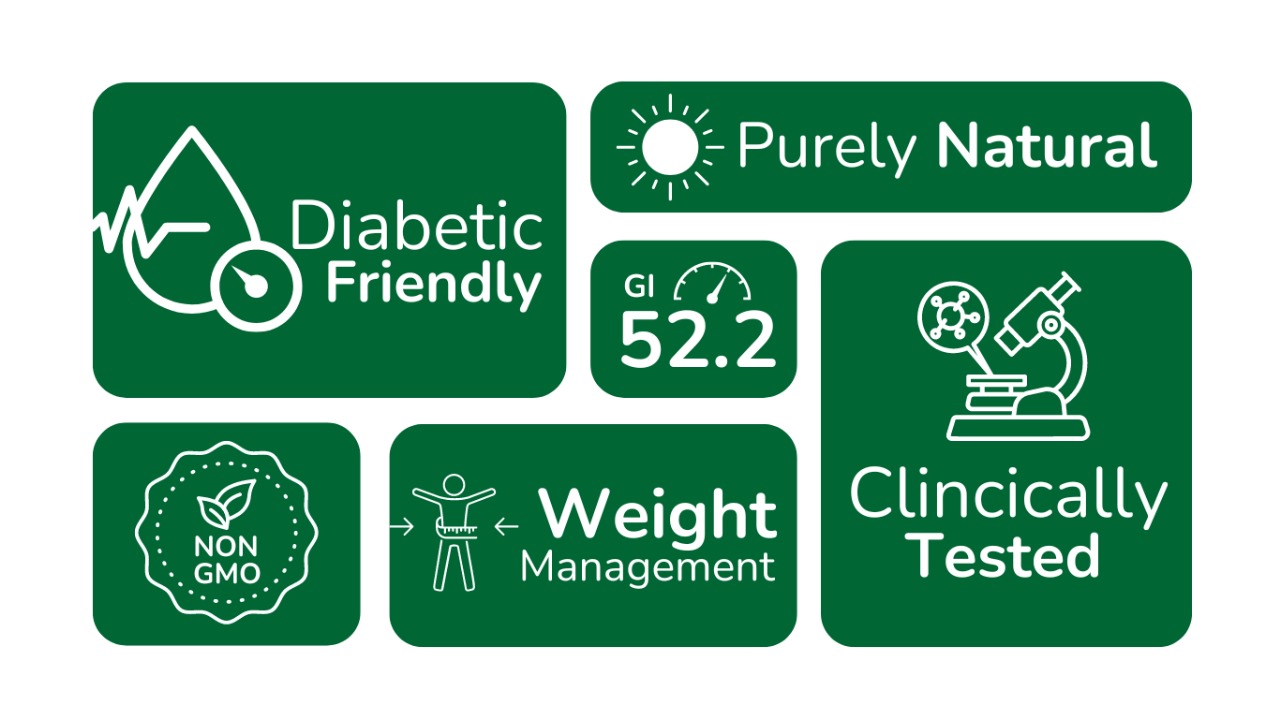 Diabetic
Friendly
Purely Natural
GI
52.2
NON
GMO
Weight
Management
Clincically
Tested